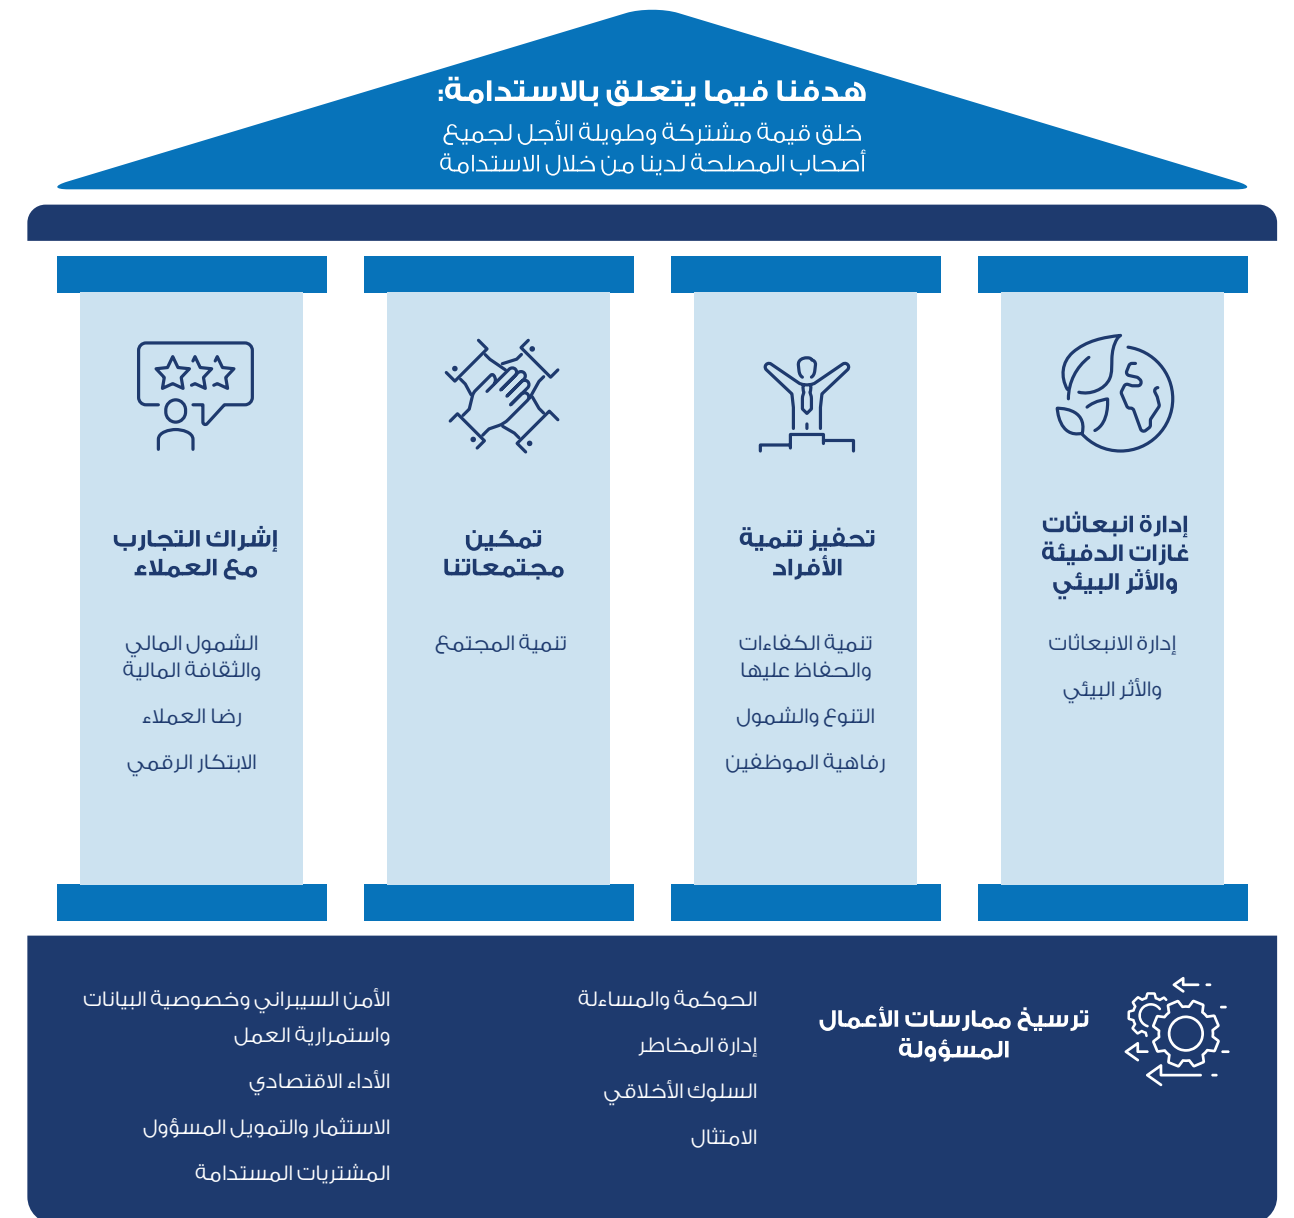 هدفنا فيما يتعلق بالاستدامة:
خلق قيمة مشتركة وطويلة الأجل لجميع
أصحاب المصلحة لدينا من خلال الاستدامة
إدارة انبعاثات
غازات الدفيئة
والأثر البيئي
إدارة الانبعاثات
والأثر البيئي
تحفيز تنمية
الأفراد
تنمية الكفاءات
والحفاظ عليها
التنوع والشمول
رفاهية الموظفين
تمكين
مجتمعاتنا
تنمية المجتمع
إشراك التجارب
مع العملاء
الشمول المالي
والثقافة المالية
رضا العملاء
الابتكار الرقمي
ترسيخ ممارسات الأعمال
المسؤولة
الحوكمة والمساءلة
إدارة المخاطر
السلوك الأخلاقي
الامتثال
الأمن السيبراني وخصوصية البيانات
واستمرارية العمل
الأداء الاقتصادي
الاستثمار والتمويل المسؤول
المشتريات المستدامة